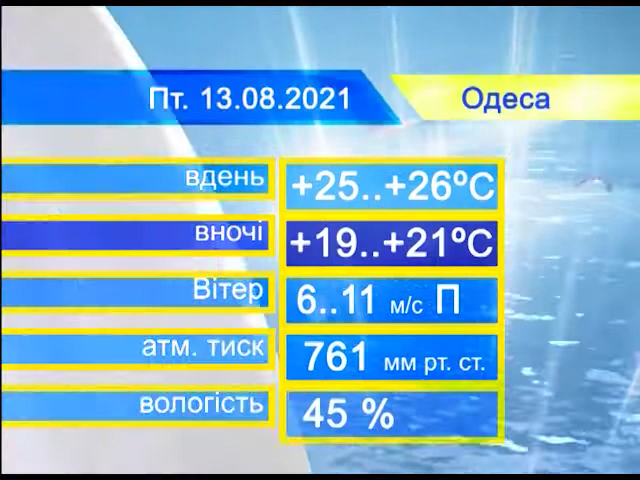 Пт. 13.08.2021 Одеса
вдень +25..+26ºC
вночі +19..+21ºC
Вітер 6..11 м/с П
атм. тиск 761 мм рт. ст.
вологість 45 %